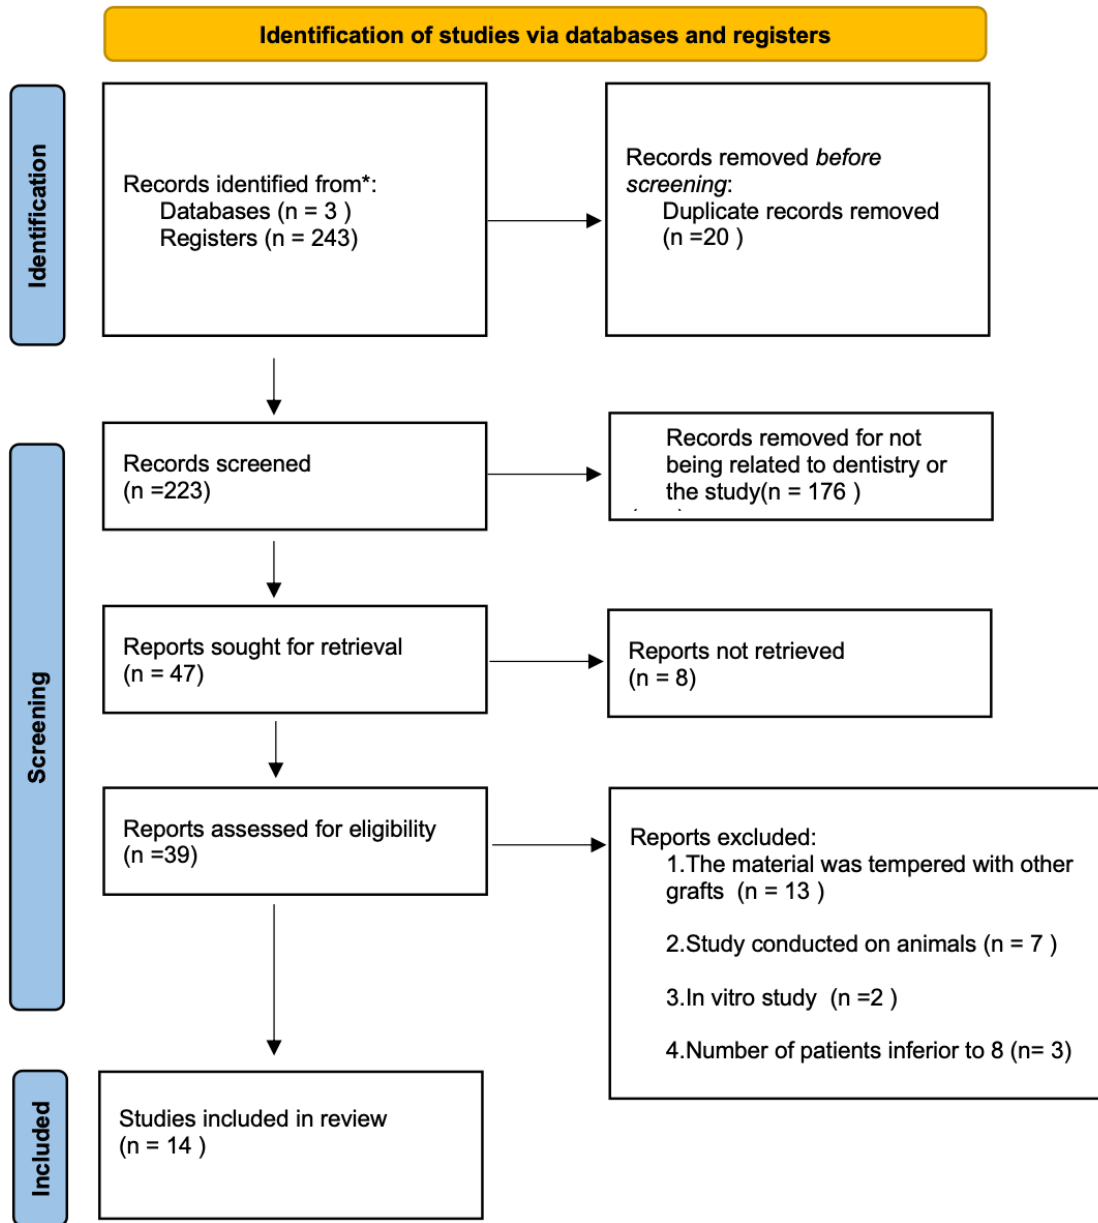 Identification of studies via databases and registers
Identification
Records identified from*:
Databases (n = 3 )
Registers (n = 243)
Records removed before
screening:
Duplicate records removed
(n =20 )
Screening
Records screened
(n =223)
Records removed for not
being related to dentistry or
the study(n = 176 )
Reports sought for retrieval
(n = 47)
Reports not retrieved
(n = 8)
Reports assessed for eligibility
(n =39)
Reports excluded:
1.The material was tempered with other
grafts (n = 13 )
2.Study conducted on animals (n = 7 )
3.In vitro study (n =2 )
4.Number of patients inferior to 8 (n= 3)
Included
Studies included in review
(n = 14 )